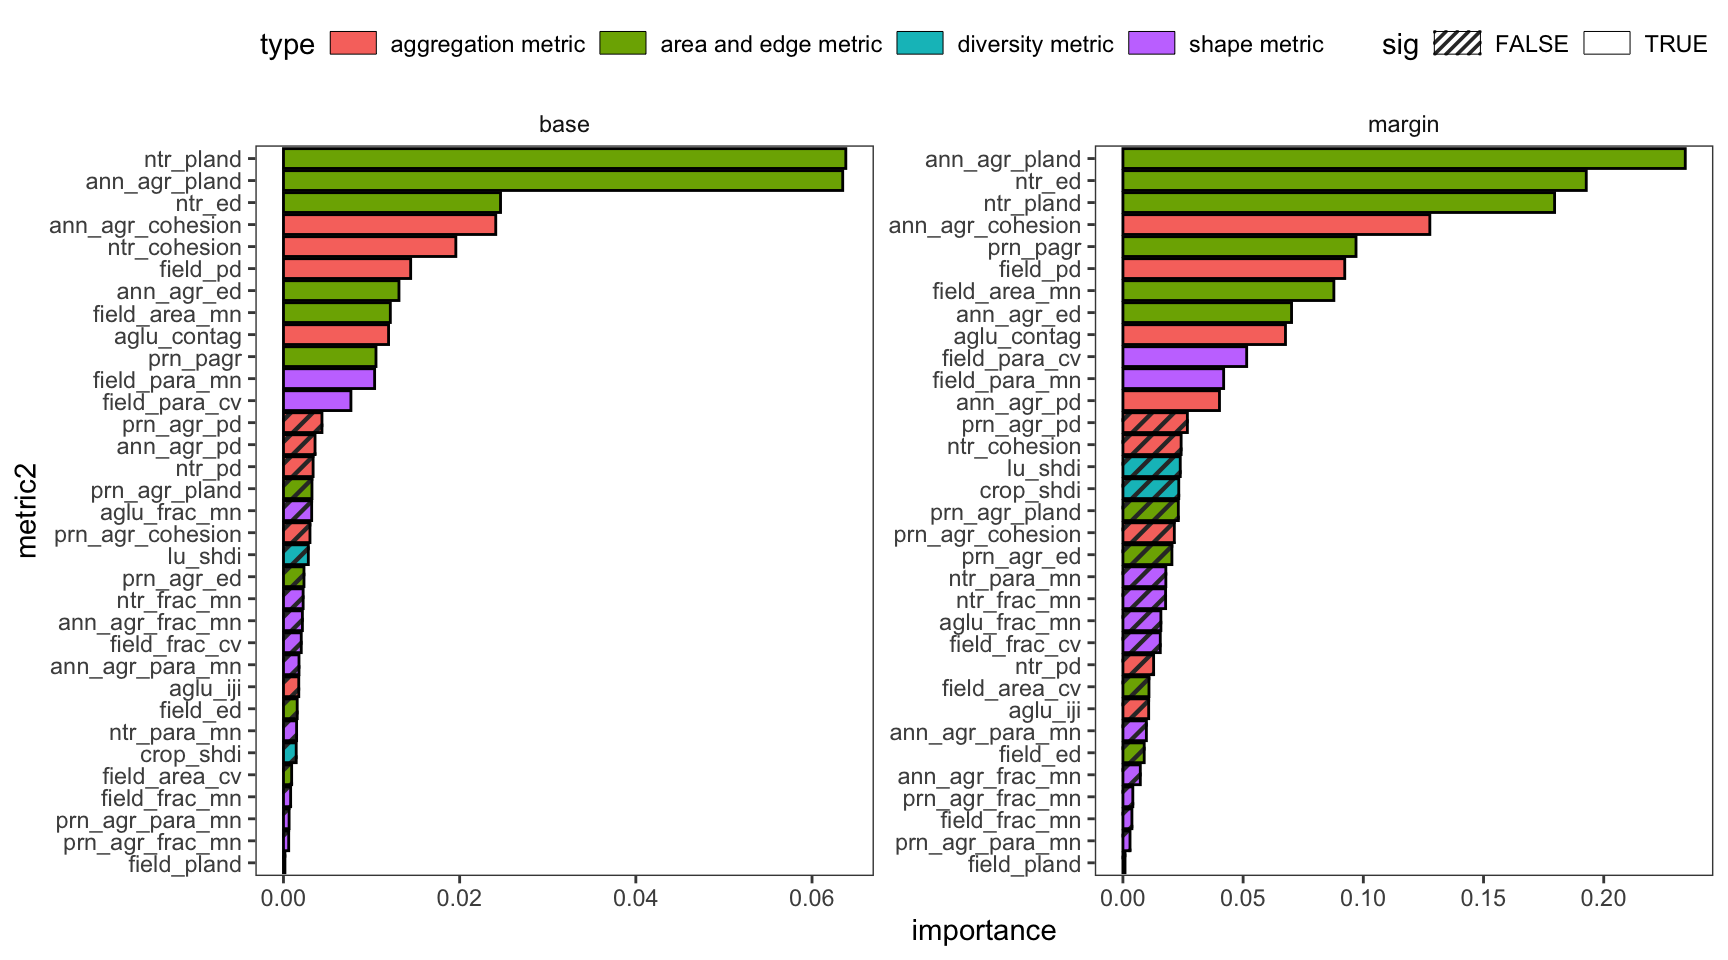 type aggregation metric area and edge metric diversity metric shape metric sig FALSE TRUE
base
margin
metric2
ntr_pland
ann_agr_pland
ntr_ed
ann_agr_cohesion
ntr_cohesion
field_pd
ann_agr_ed
field_area_mn
aglu_contag
prn_pagr
field_para_mn
field_para_cv
prn_agr_pd
ann_agr_pd
ntr_pd
prn_agr_pland
aglu_frac_mn
prn_agr_cohesion
lu_shdi
prn_agr_ed
ntr_frac_mn
ann_agr_frac_mn
field_frac_cv
ann_agr_para_mn
aglu_iji
field_ed
ntr_para_mn
crop_shdi
field_area_cv
field_frac_mn
prn_agr_para_mn
prn_agr_frac_mn
field_pland
0.00 0.02 0.04 0.06
ann_agr_pland
ntr_ed
ntr_pland
ann_agr_cohesion
prn_pagr
field_pd
field_area_mn
ann_agr_ed
aglu_contag
field_para_cv
field_para_mn
ann_agr_pd
prn_agr_pd
ntr_cohesion
lu_shdi
crop_shdi
prn_agr_pland
prn_agr_cohesion
prn_agr_ed
ntr_para_mn
ntr_frac_mn
aglu_frac_mn
field_frac_cv
ntr_pd
field_area_cv
aglu_iji
ann_agr_para_mn
field_ed
ann_agr_frac_mn
prn_agr_frac_mn
field_frac_mn
prn_agr_para_mn
field_pland
0.00 0.05 0.10 0.15 0.20
importance